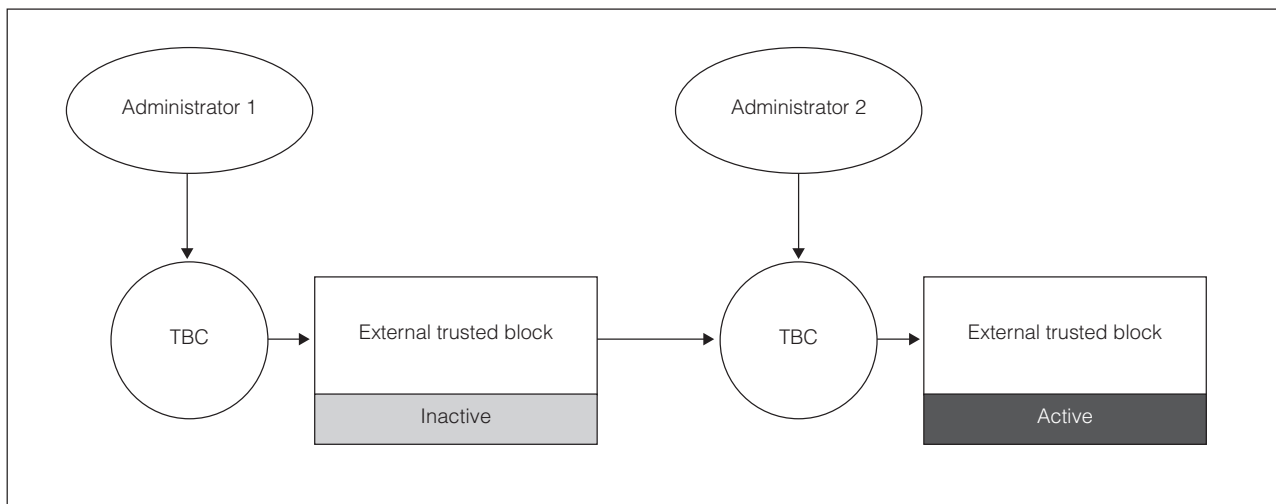 Administrator 1
Administrator 2
TBC
External trusted block
Inactive
TBC
External trusted block
Active